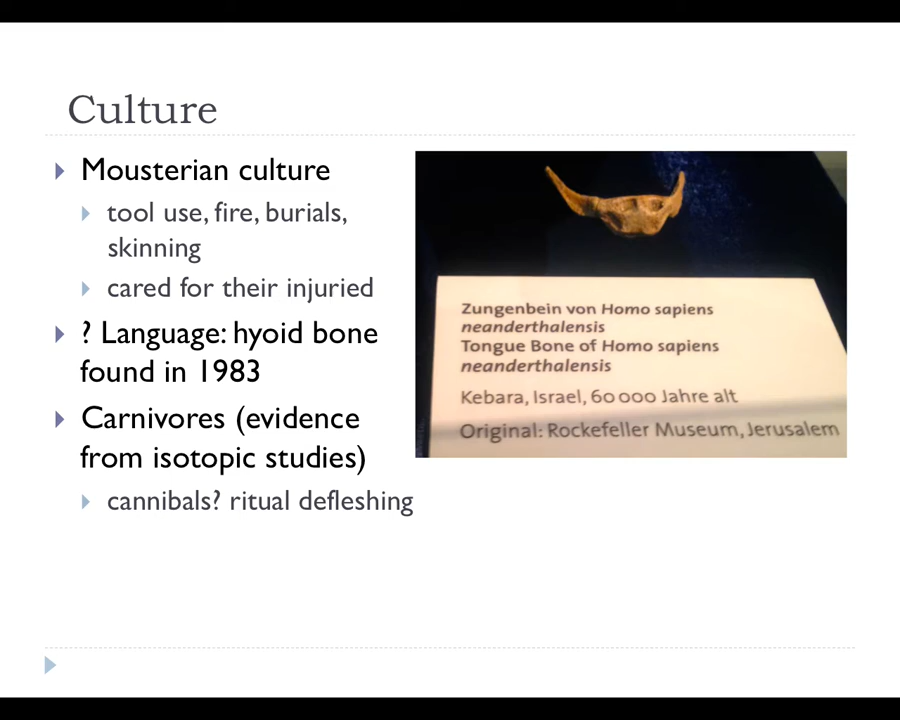 Culture
Mousterian culture
tool use, fire, burials,
skinning
cared for their injuried
? Language: hyoid bone
found in 1983
Carnivores (evidence
from isotopic studies)
cannibals? ritual defleshing
Zungenbein von Homo sapiens
neanderthalensis
Tongue Bone of Homo sapiens
neanderthalensis
Kebara, Israel, 60 000 Jahre alt
Original: Rockefeller Museum, Jerusalem